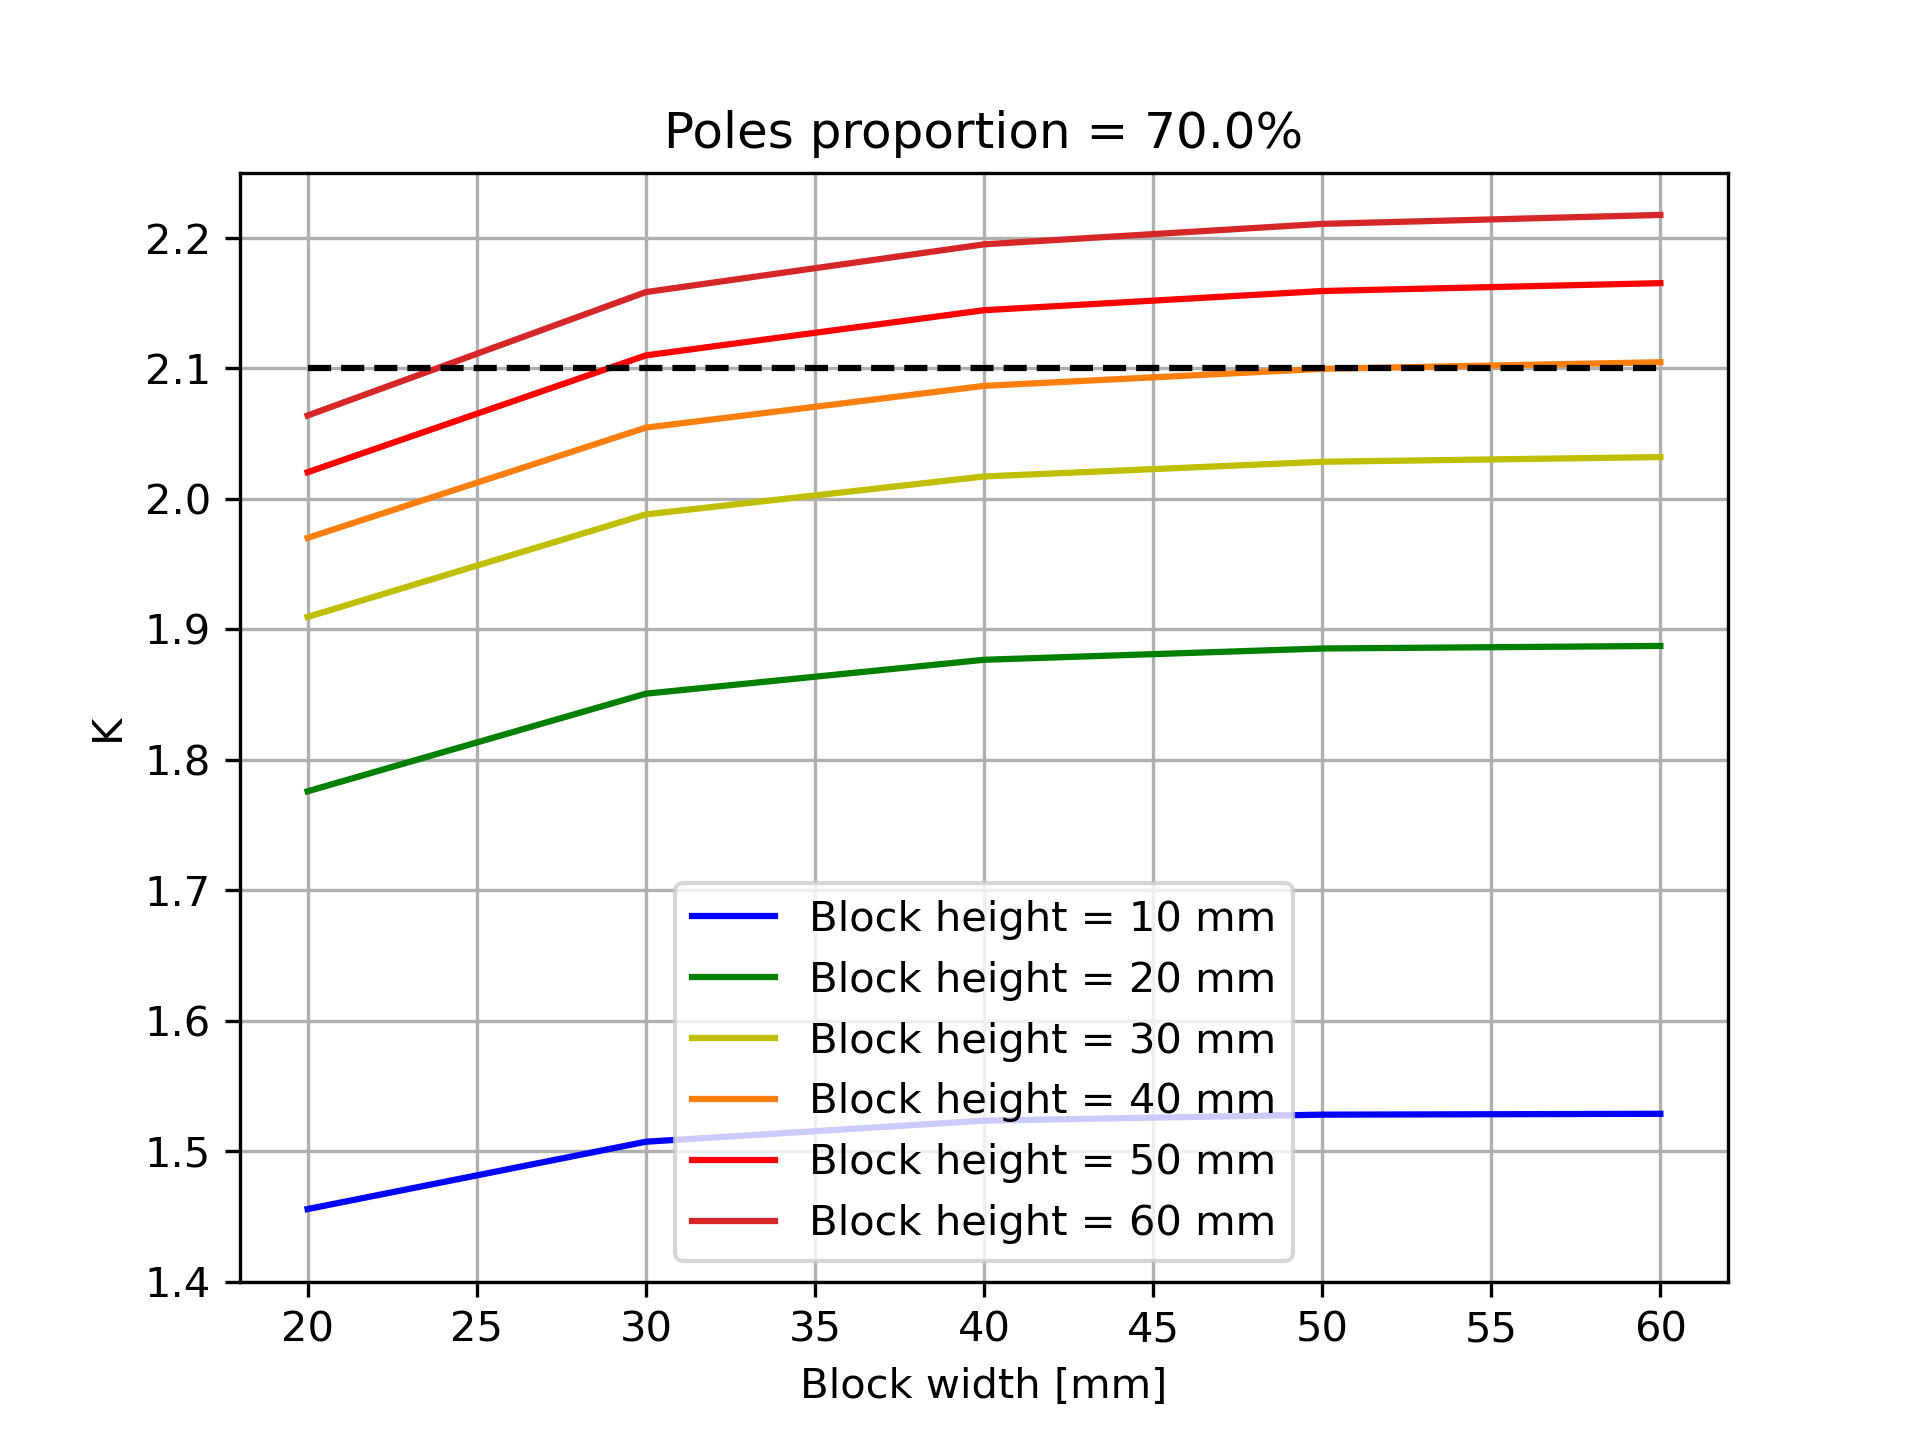 Poles proportion = 70.0%
K
2.2
2.1
2.0
1.9
1.8
1.7
1.6
1.5
1.4
Block height = 10 mm
Block height = 20 mm
Block height = 30 mm
Block height = 40 mm
Block height = 50 mm
Block height = 60 mm
20 25 30 35 40 45 50 55 60
Block width [mm]